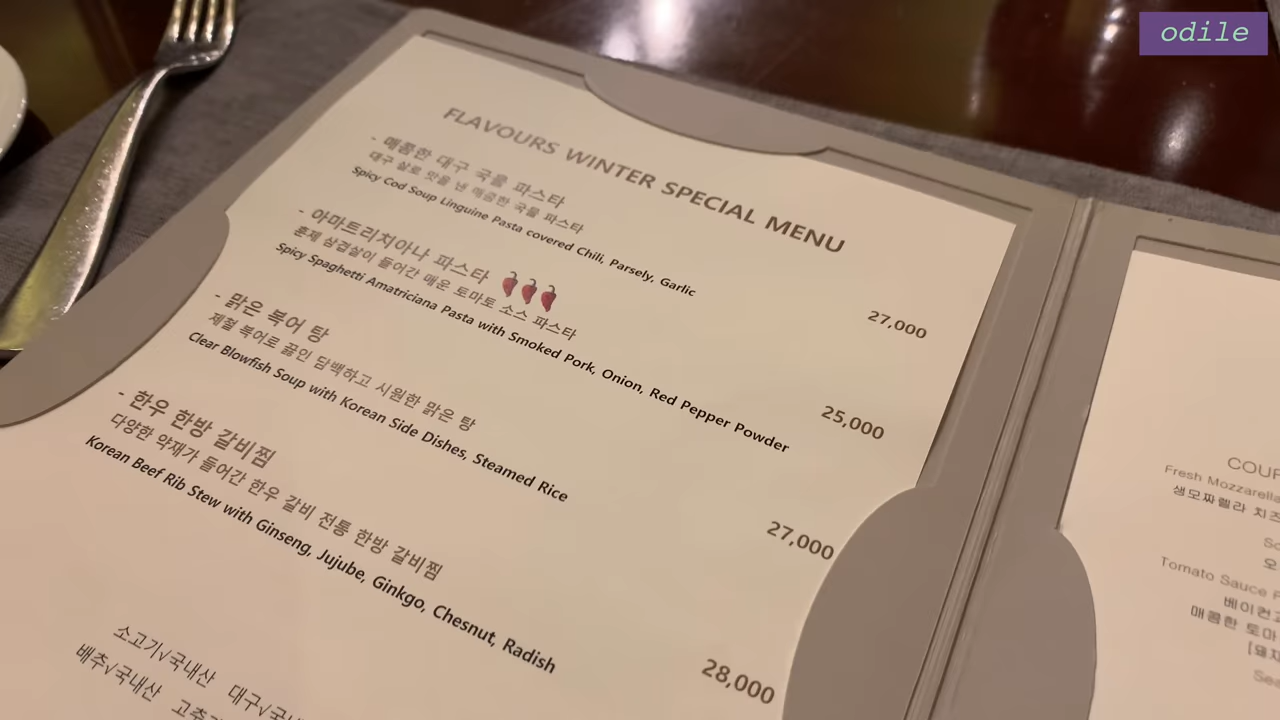 odile
FLAVOURS WINTER SPECIAL MENU
- 매콤한 대구 국물 파스타
대구 살로 맛을 낸 매콤한 국물 파스타
Spicy Cod Soup Linguine Pasta covered Chili, Parsely, Garlic
27,000
- 아마트리치아나 파스타
훈제 삼겹살이 들어간 매운 토마토 소스 파스타
Spicy Spaghetti Amatriciana Pasta with Smoked Pork, Onion, Red Pepper Powder
25,000
- 맑은 복어 탕
제철 복어로 끓인 담백하고 시원한 맑은 탕
Clear Blowfish Soup with Korean Side Dishes, Steamed Rice
27,000
- 한우 한방 갈비찜
다양한 약재가 들어간 한우 갈비 전통 한방 갈비찜
Korean Beef Rib Stew with Ginseng, Jujube, Ginkgo, Chesnut, Radish
28,000
소고기√국내산 대구√국내
배추√국내산
Fresh Mozzarella
생모짜렐라 치즈
Tomato Sauce
베이컨
매콤한 토마